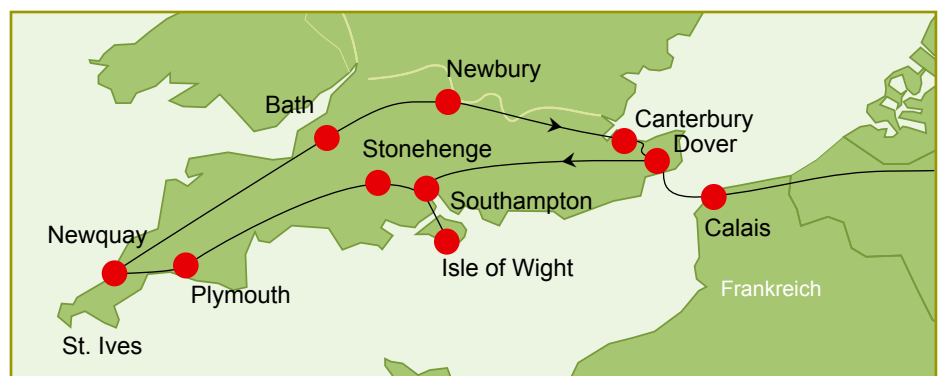 Newbury
Bath
Canterbury
Dover
Stonehenge
Southampton
Calais
Newquay
Isle of Wight
Plymouth
Frankreich
St. Ives